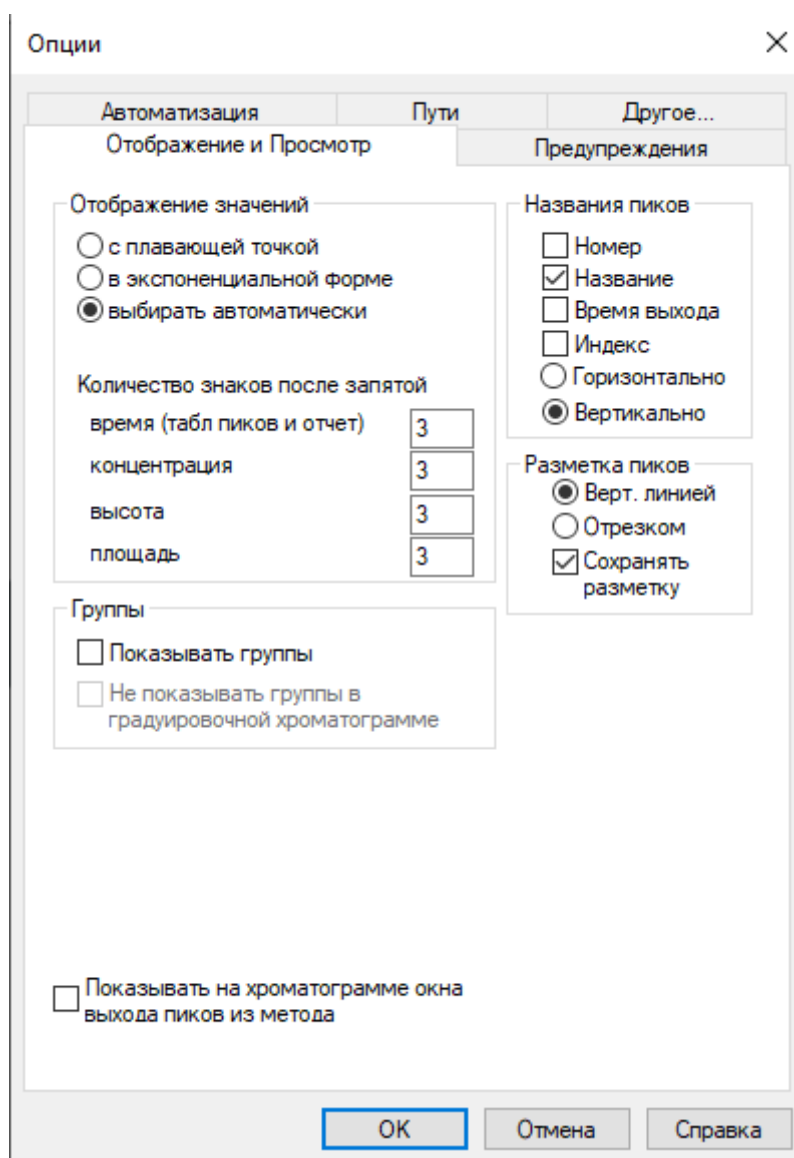 Опции
Автоматизация
Пути
Другое...
Отображение и Просмотр
Предупреждения
Отображение значений
с плавающей точкой
в экспоненциальной форме
выбирать автоматически
Количество знаков после запятой
время (табл пиков и отчет)
3
концентрация
3
высота
3
площадь
3
Названия пиков
Номер
Название
Время выхода
Индекс
Горизонтально
Вертикально
Разметка пиков
Верт. линией
Отрезком
Сохранять
разметку
Группы
Показывать группы
Не показывать группы в
градуировочной хроматограмме
Показывать на хроматограмме окна
выхода пиков из метода
OK
Отмена
Справка